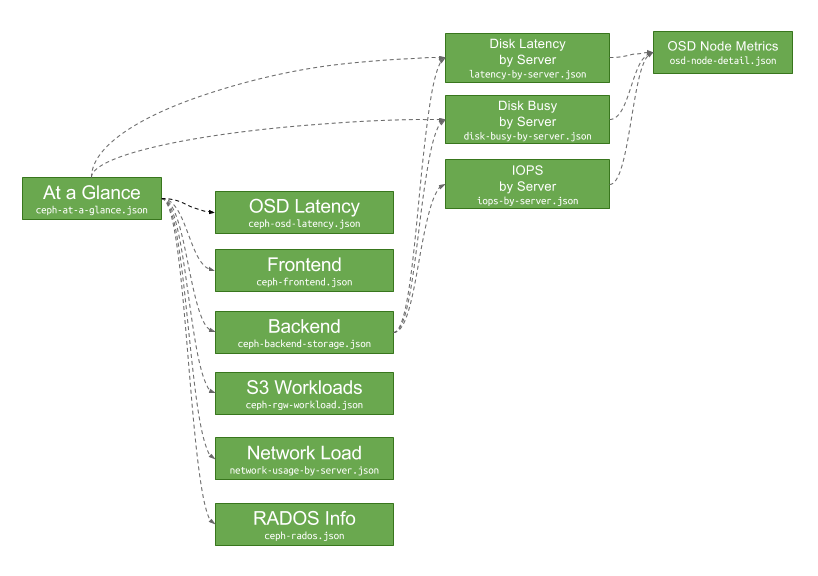 Disk Latency
by Server
latency-by-server.json
OSD Node Metrics
osd-node-detail.json
Disk Busy
by Server
disk-busy-by-server.json
IOPS
by Server
iops-by-server.json
At a Glance
ceph-at-a-glance.json
OSD Latency
ceph-osd-latency.json
Frontend
ceph-frontend.json
Backend
ceph-backend-storage.json
S3 Workloads
ceph-rgw-workload.json
Network Load
network-usage-by-server.json
RADOS Info
ceph-rados.json